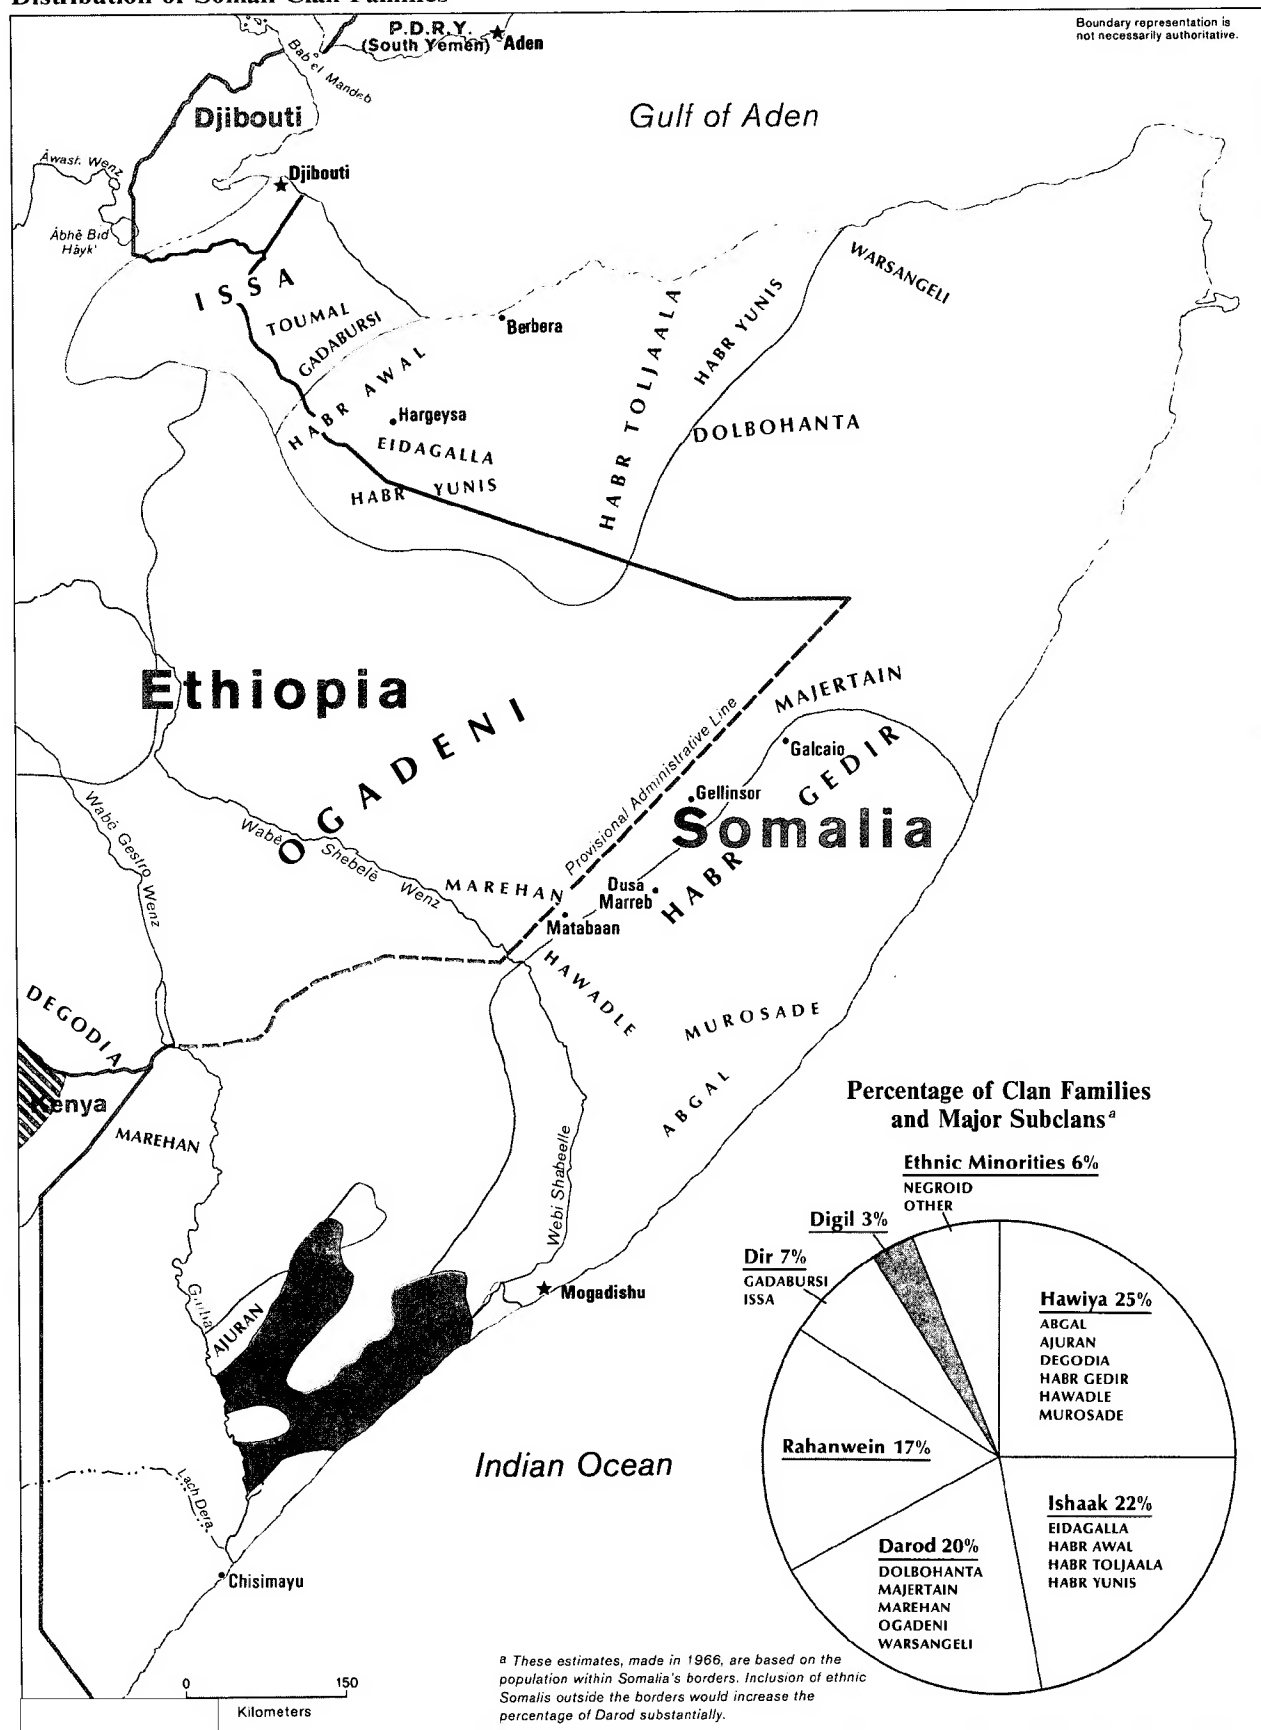 Distribution of Somali Clan Families
Boundary representation is
not necessarily authoritative.
P.D.R.Y.
(South Yemen)
Aden
Bab el Mandeb
Djibouti
Gulf of Aden
Āwash Wenz
Djibouti
Ābhē Bid
Hāyk'
ISSA
TOUMAL
GADABURSI
Berbera
HABR AWAL
Hargeysa
EIDAGALLA
HABR YUNIS
HABR TOLJAALA
HABR YUNIS
WARSANGELI
DOLBOHANTA
Ethiopia
OGADENI
Provisional Administrative Line
MAJERTAIN
Galcaio
Gellinsor
Somalia
HABR GEDIR
Wabē Gestro Wenz
Wabē Shebelē Wenz
MAREHAN
Dusa
Marreb
Matabaan
HAWADLE
DEGODIA
MUROSADE
ABGAL
Kenya
MAREHAN
Webi Shabeelle
Mogadishu
AJURAN
Indian Ocean
Lach Dera
Chisimayu
Percentage of Clan Families
and Major Subclans a
Ethnic Minorities 6%
NEGROID
OTHER
Digil 3%
Dir 7%
GADABURSI
ISSA
Hawiya 25%
ABGAL
AJURAN
DEGODIA
HABR GEDIR
HAWADLE
MUROSADE
Rahanwein 17%
Ishaak 22%
EIDAGALLA
HABR AWAL
HABR TOLJAALA
HABR YUNIS
Darod 20%
DOLBOHANTA
MAJERTAIN
MAREHAN
OGADENI
WARSANGELI
a These estimates, made in 1966, are based on the
population within Somalia's borders. Inclusion of ethnic
Somalis outside the borders would increase the
percentage of Darod substantially.
0 150
Kilometers